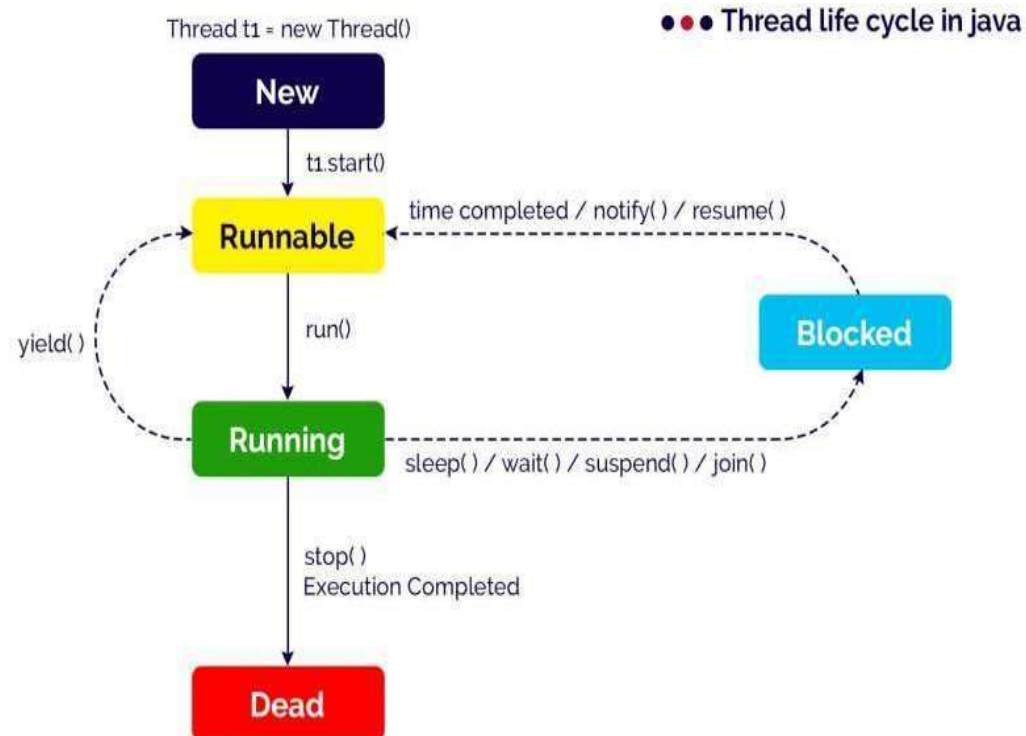 Thread life cycle in java
Thread t1 = new Thread()
New
t1.start()
Runnable
time completed / notify( ) / resume( )
Blocked
run()
yield( )
Running
sleep( ) / wait( ) / suspend( ) / join( )
stop( )
Execution Completed
Dead